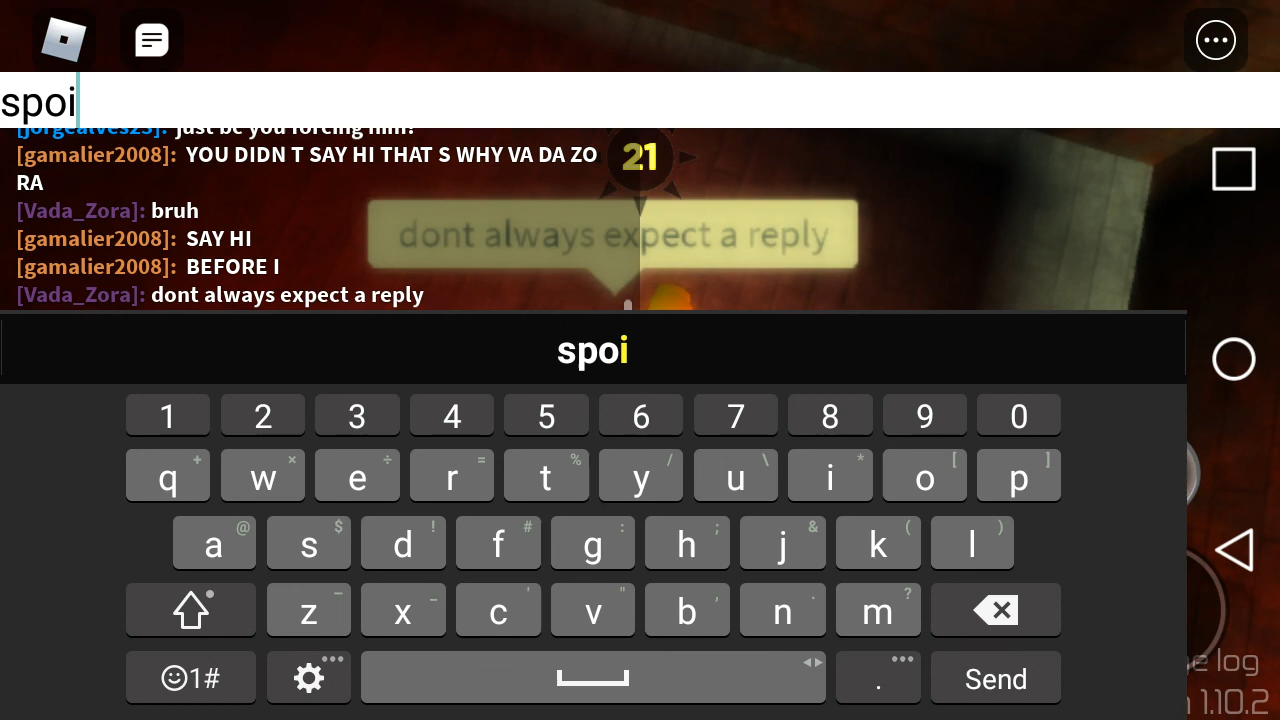 spoi
[jorgealves23]: just be you forcing him!
[gamalier2008]: YOU DIDN T SAY HI THAT S WHY VA DA ZO
RA
21
[Vada_Zora]: bruh
dont always expect a reply
[gamalier2008]: SAY HI
[gamalier2008]: BEFORE I
[Vada_Zora]: dont always expect a reply
spoi
1 2 3 4 5 6 7 8 9 0
q + w × e ÷ r = t % y / u \ i * o [ p ]
a @ s $ d ! f # g : h ; j & k ( l )
z – x _ c ' v " b , n . m ?
1# . Send
e log
1.10.2